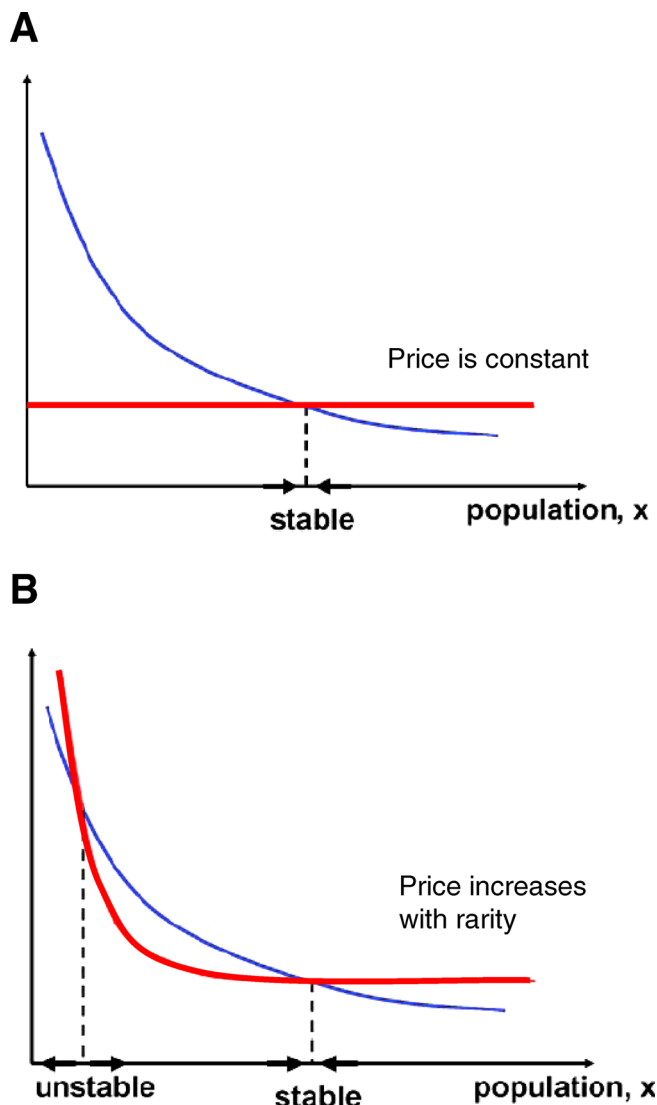 A
Price is constant
stable
population, x
B
Price increases
with rarity
unstable
stable
population, x